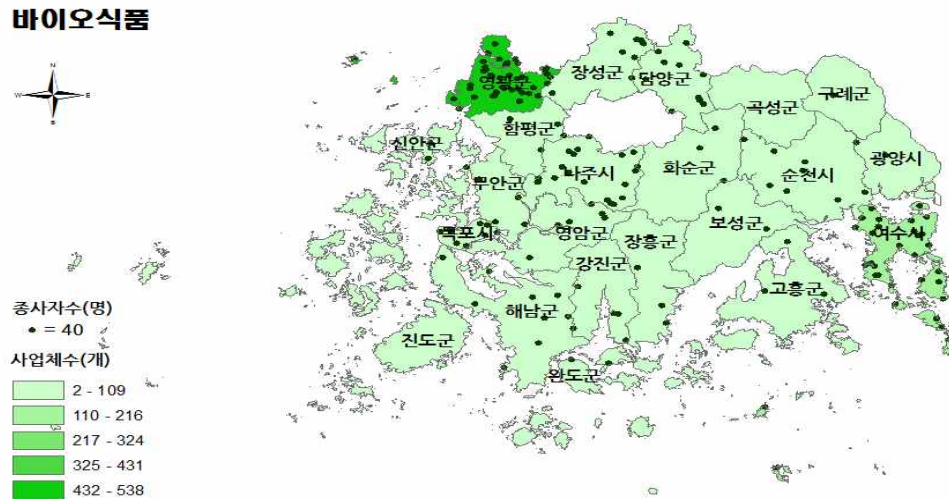 바이오식품
N
W
E
S
장성군
담양군
영광군
곡성군
구례군
함평군
신안군
광양시
무안군
나주시
화순군
순천시
목포시
영암군
장흥군
보성군
여수시
강진군
해남군
고흥군
진도군
완도군
종사자수(명)
= 40
사업체수(개)
2 - 109
110 - 216
217 - 324
325 - 431
432 - 538